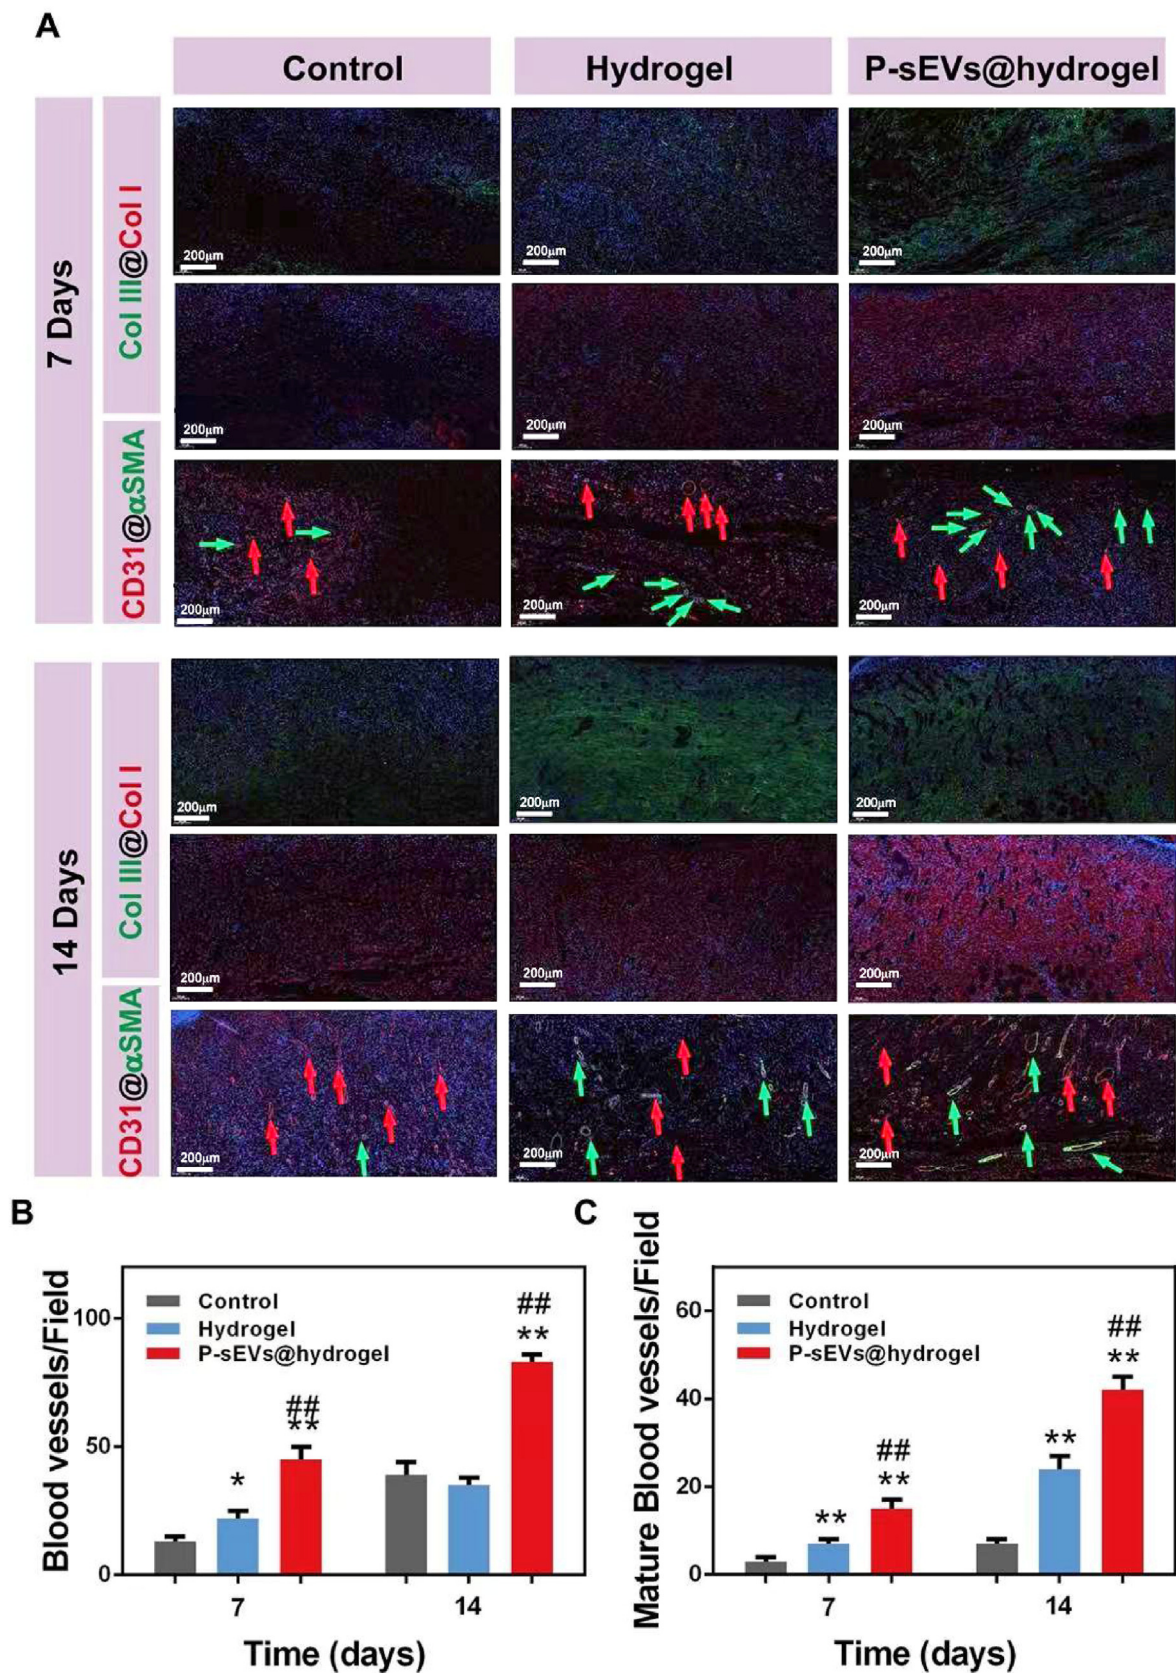 A
Control
Hydrogel
P-sEVs@hydrogel
7 Days
Col III@Col I
200μm
200μm
200μm
200μm
200μm
200μm
CD31@αSMA
200μm
200μm
200μm
14 Days
Col III@Col I
200μm
200μm
200μm
200μm
200μm
200μm
CD31@αSMA
200μm
200μm
200μm
B
Blood vessels/Field
100
50
0
Control
Hydrogel
P-sEVs@hydrogel
*
##
**
##
**
7
14
Time (days)
C
Mature Blood vessels/Field
60
40
20
0
Control
Hydrogel
P-sEVs@hydrogel
**
##
**
**
##
**
7
14
Time (days)